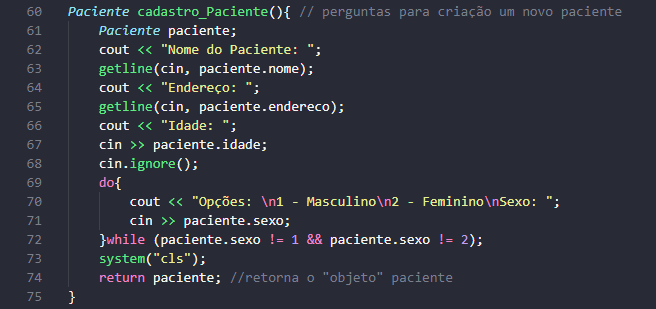 60 Paciente cadastro_Paciente(){ // perguntas para criação um novo paciente
61     Paciente paciente;
62     cout << "Nome do Paciente: ";
63     getline(cin, paciente.nome);
64     cout << "Endereço: ";
65     getline(cin, paciente.endereco);
66     cout << "Idade: ";
67     cin >> paciente.idade;
68     cin.ignore();
69     do{
70         cout << "Opções: \n1 - Masculino\n2 - Feminino\nSexo: ";
71         cin >> paciente.sexo;
72     }while (paciente.sexo != 1 && paciente.sexo != 2);
73     system("cls");
74     return paciente; //retorna o "objeto" paciente
75 }